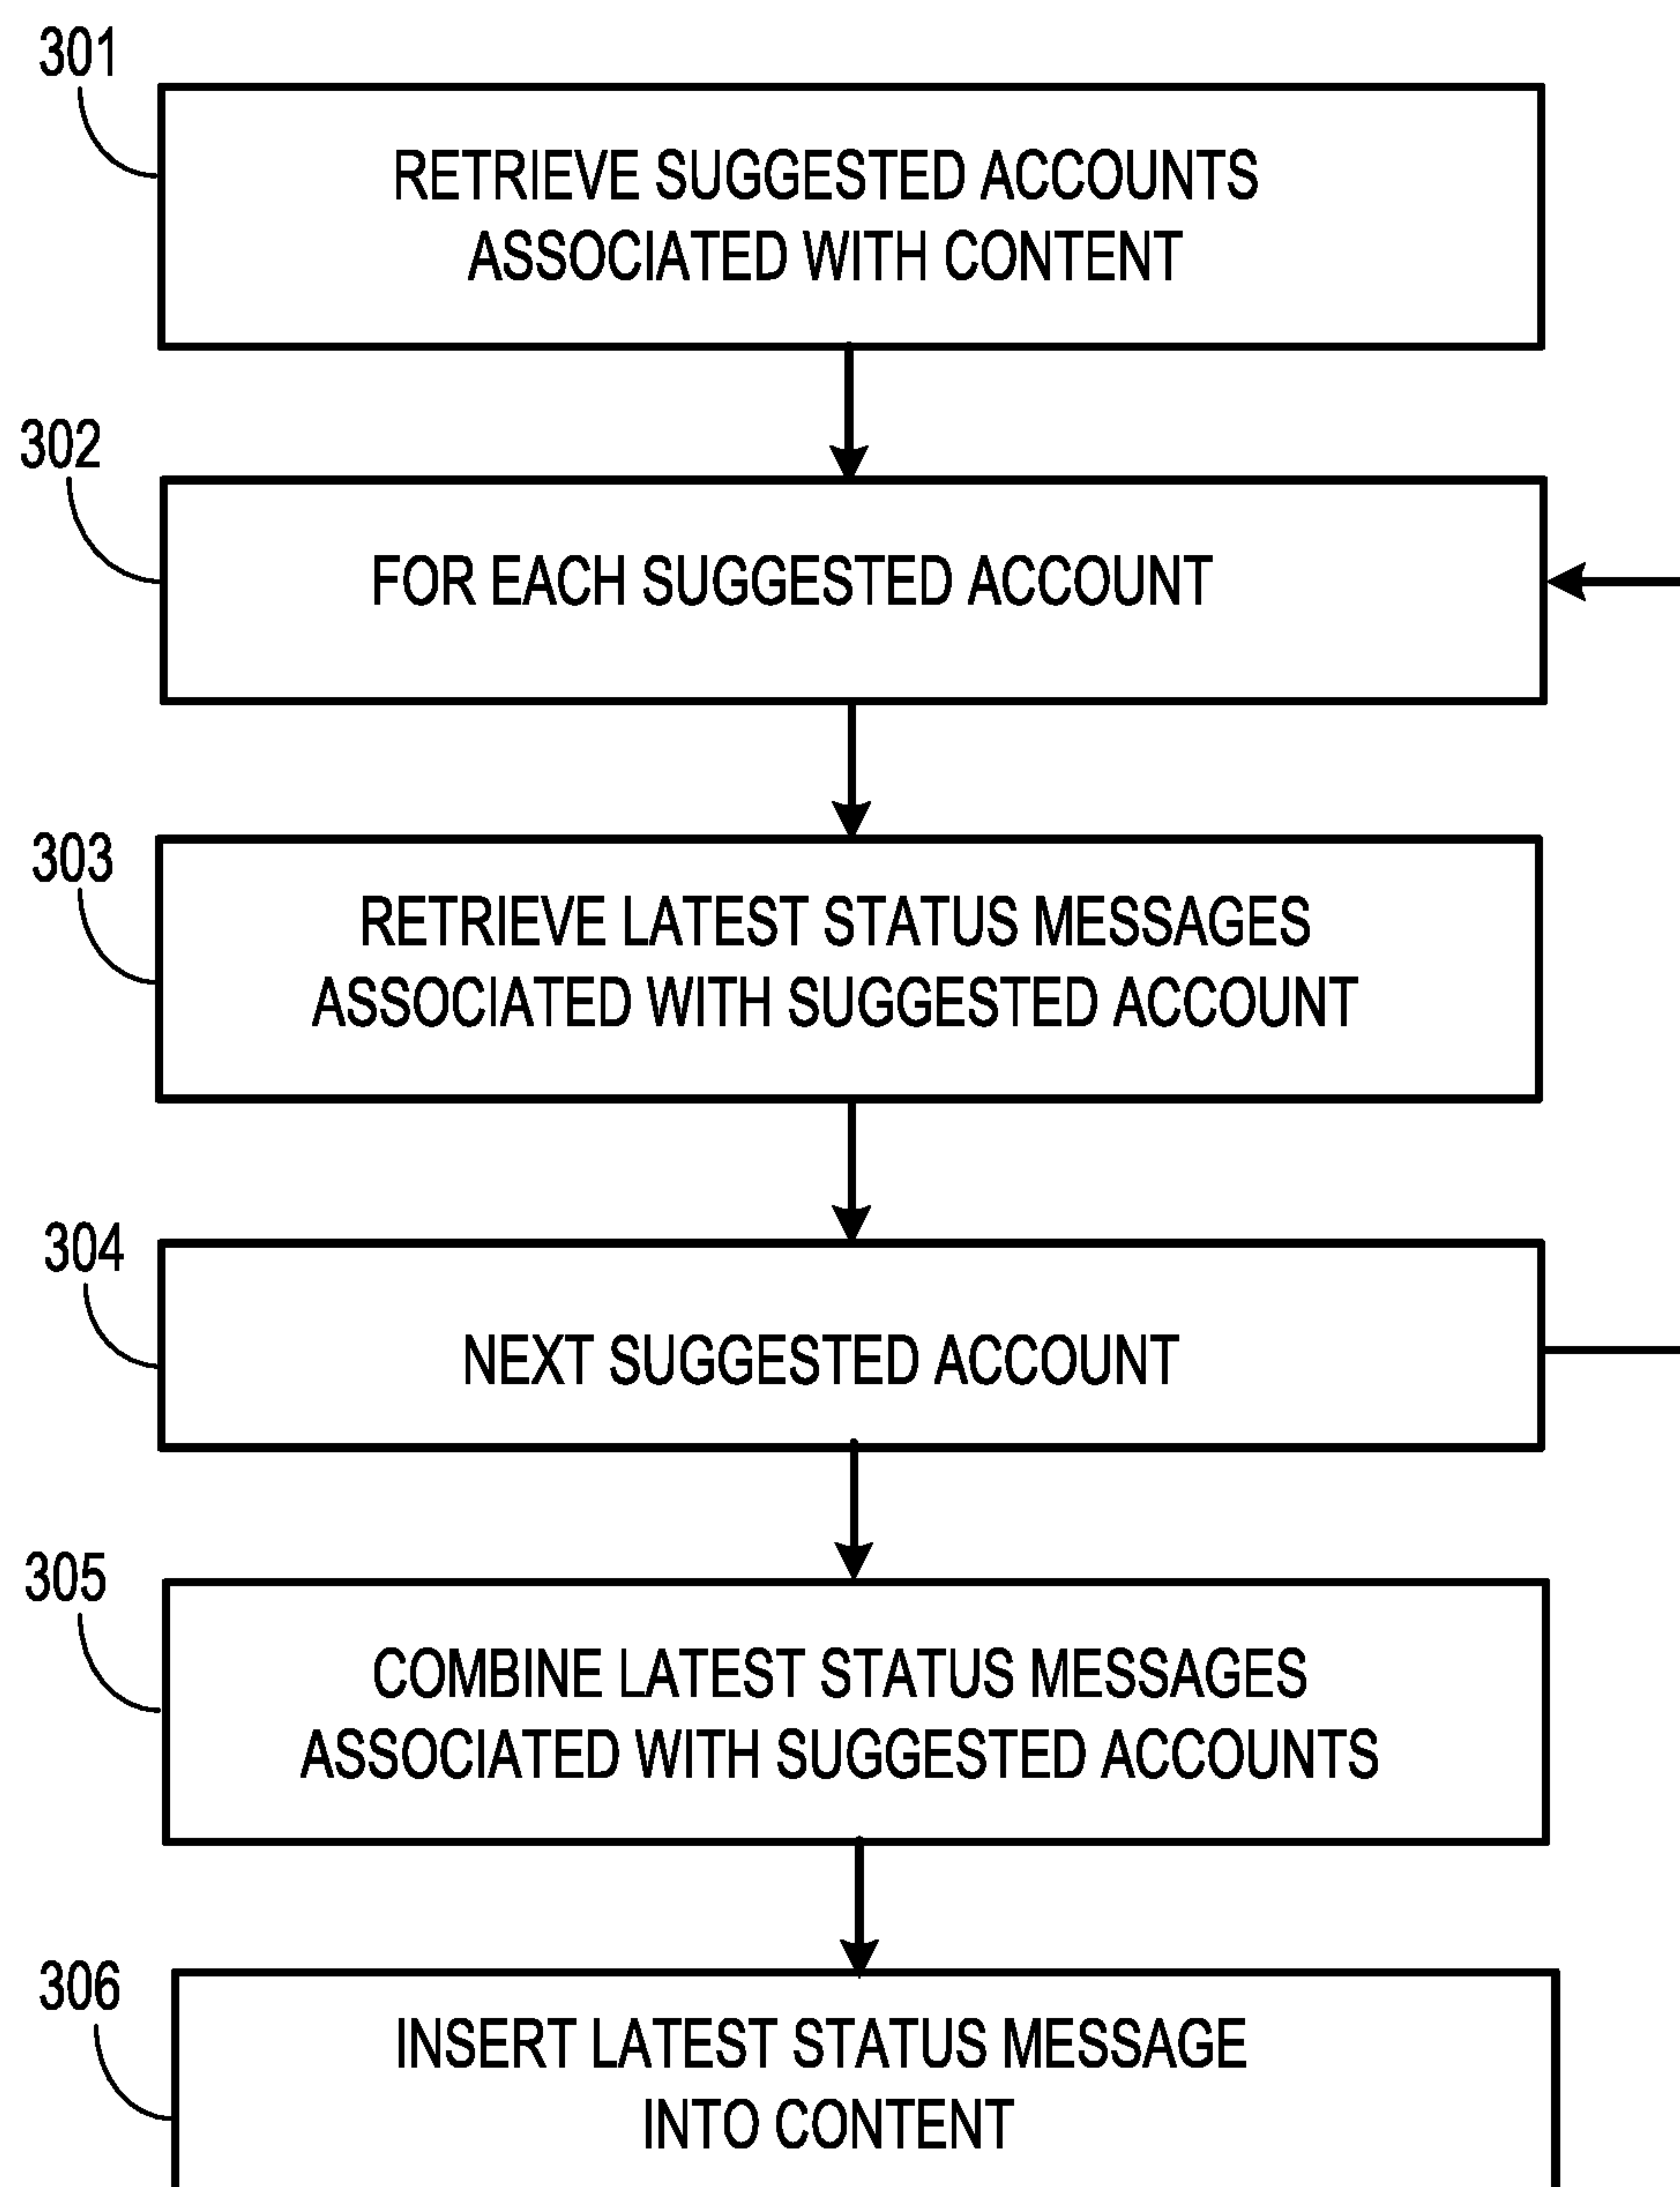 301
RETRIEVE SUGGESTED ACCOUNTS
ASSOCIATED WITH CONTENT
302
FOR EACH SUGGESTED ACCOUNT
303
RETRIEVE LATEST STATUS MESSAGES
ASSOCIATED WITH SUGGESTED ACCOUNT
304
NEXT SUGGESTED ACCOUNT
305
COMBINE LATEST STATUS MESSAGES
ASSOCIATED WITH SUGGESTED ACCOUNTS
306
INSERT LATEST STATUS MESSAGE
INTO CONTENT